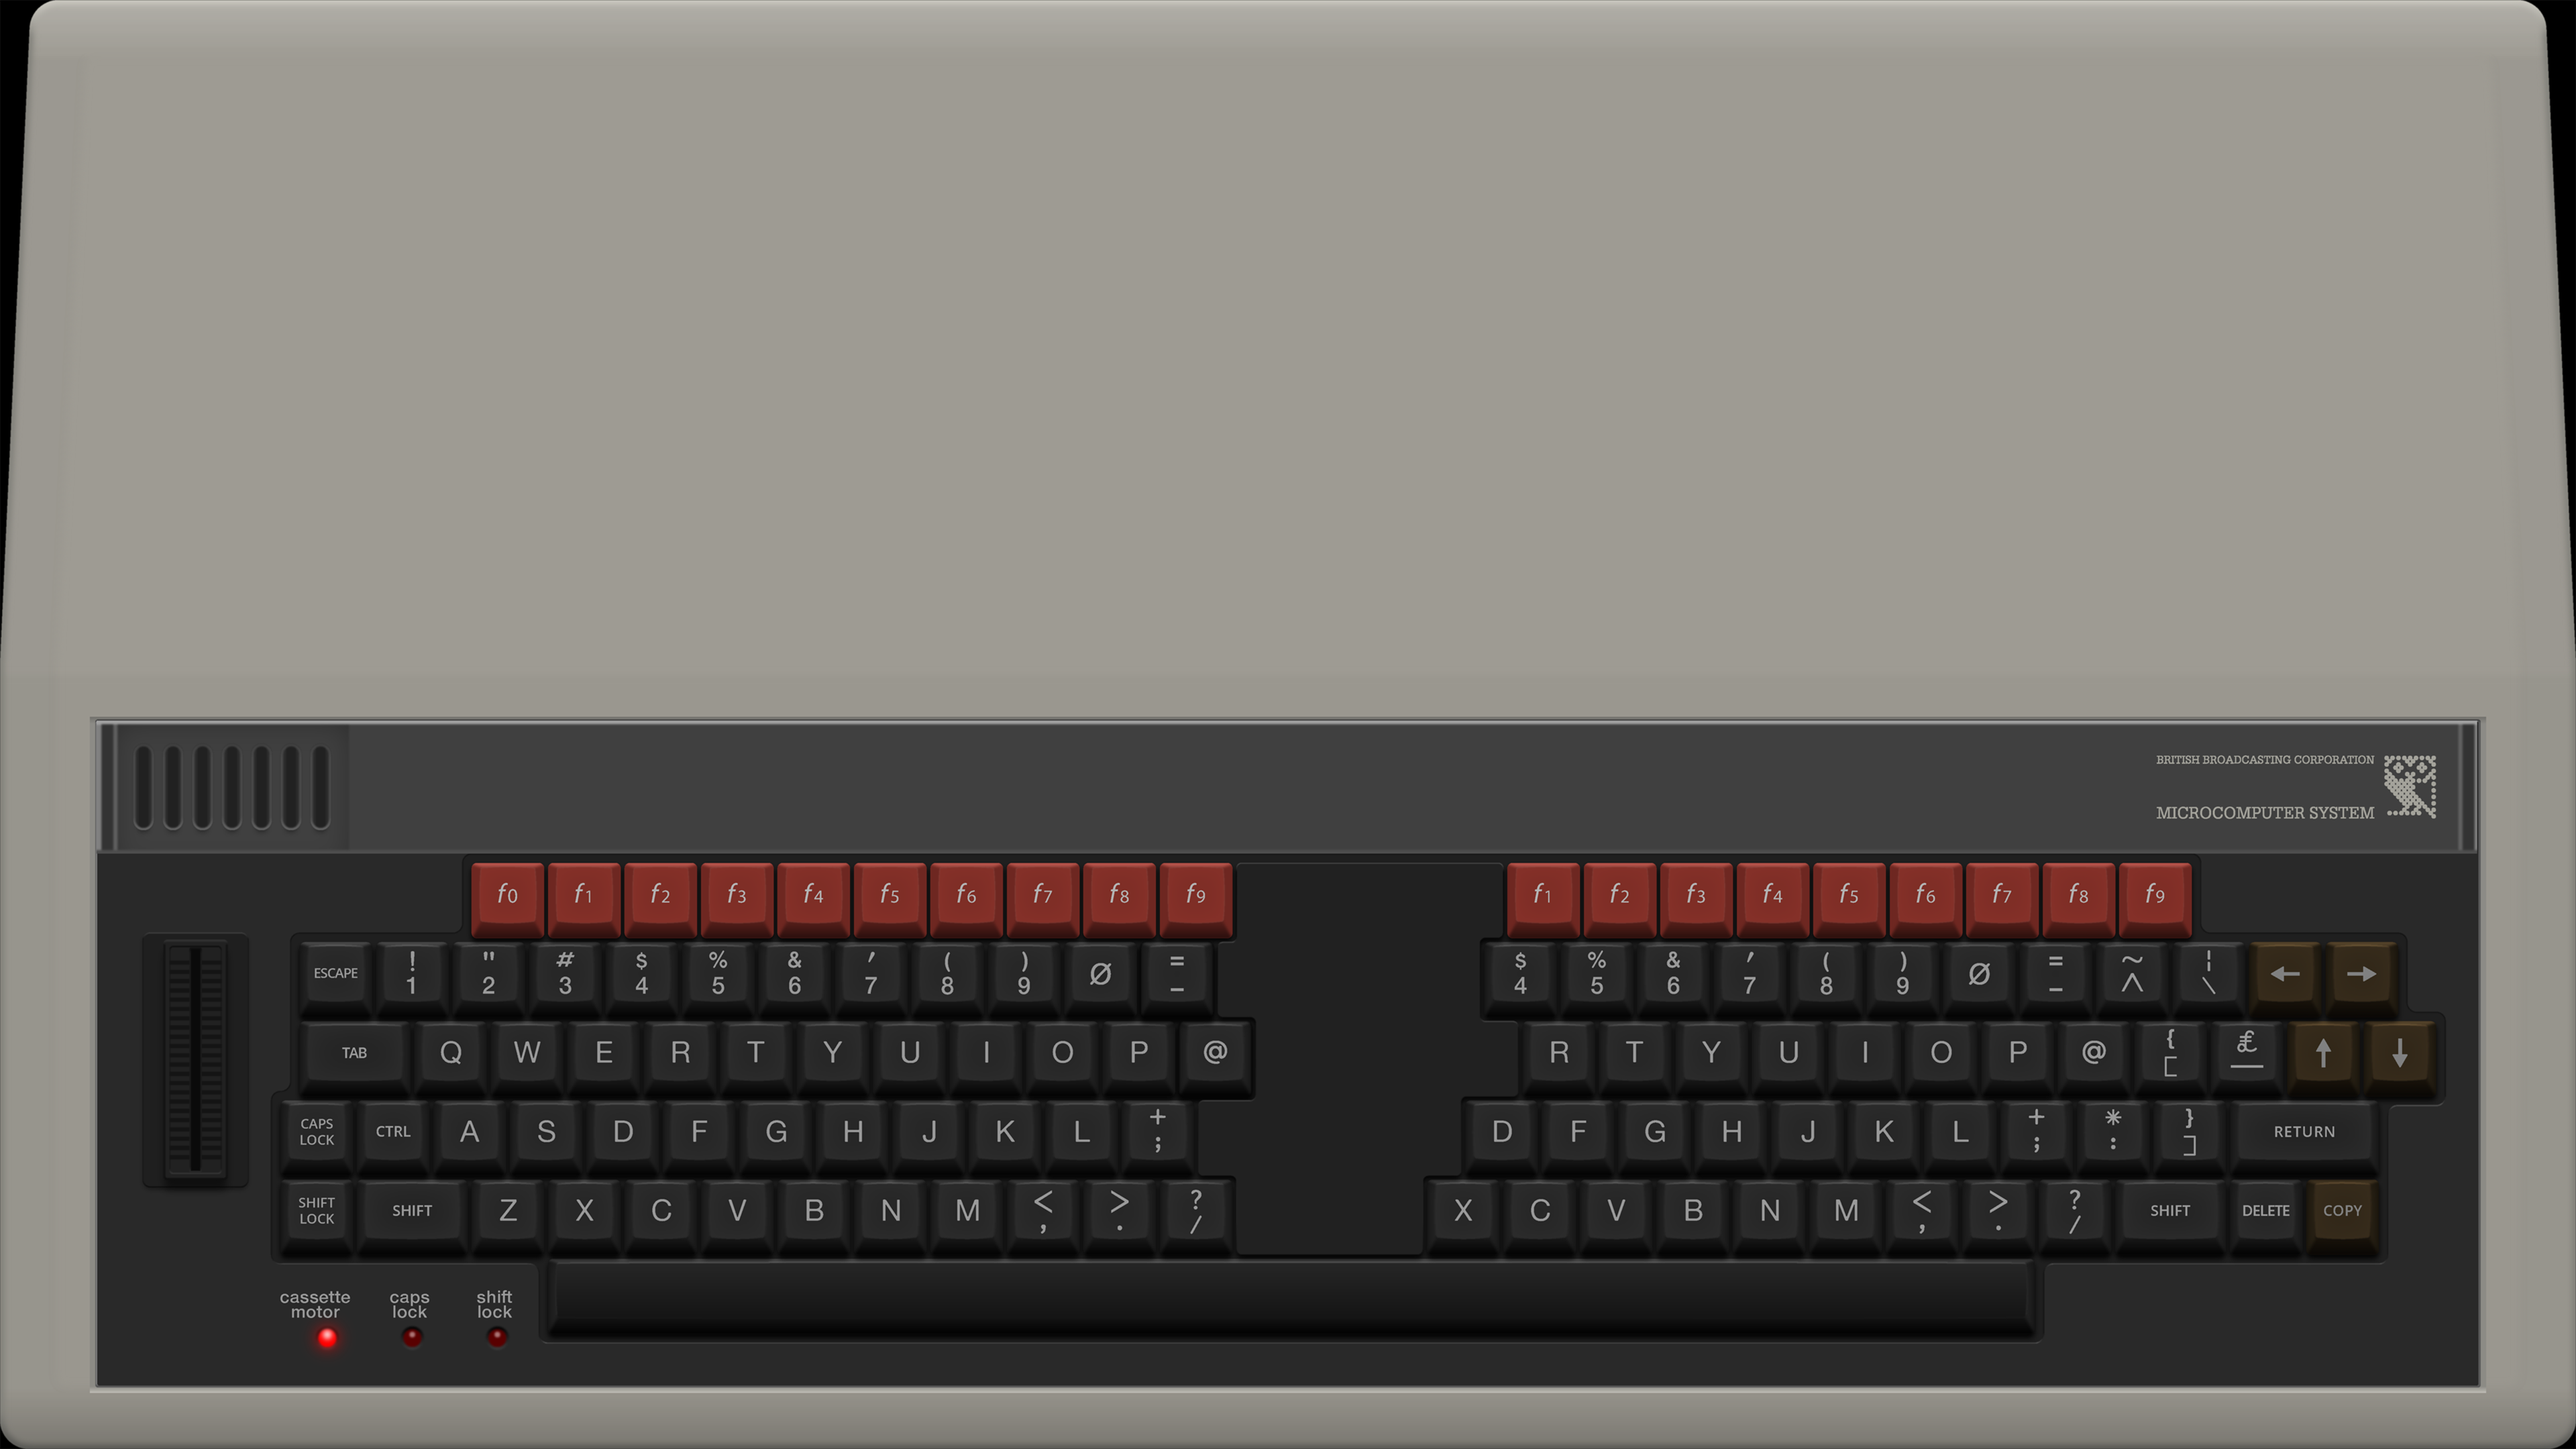 BRITISH BROADCASTING CORPORATION
MICROCOMPUTER SYSTEM
f0 f1 f2 f3 f4 f5 f6 f7 f8 f9 f1 f2 f3 f4 f5 f6 f7 f8 f9
! " # $ % & ' ( ) = $ % & ' ( ) = ~ ¦
ESCAPE 1 2 3 4 5 6 7 8 9 Ø - 4 5 6 7 8 9 Ø - ^ \ ← →
TAB Q W E R T Y U I O P @ R T Y U I O P @ { [ £ _ ↑ ↓
CAPS LOCK CTRL A S D F G H J K L + ; D F G H J K L + ; * : } ] RETURN
SHIFT LOCK SHIFT Z X C V B N M < , > . ? / X C V B N M < , > . ? / SHIFT DELETE COPY
cassette caps shift
motor lock lock